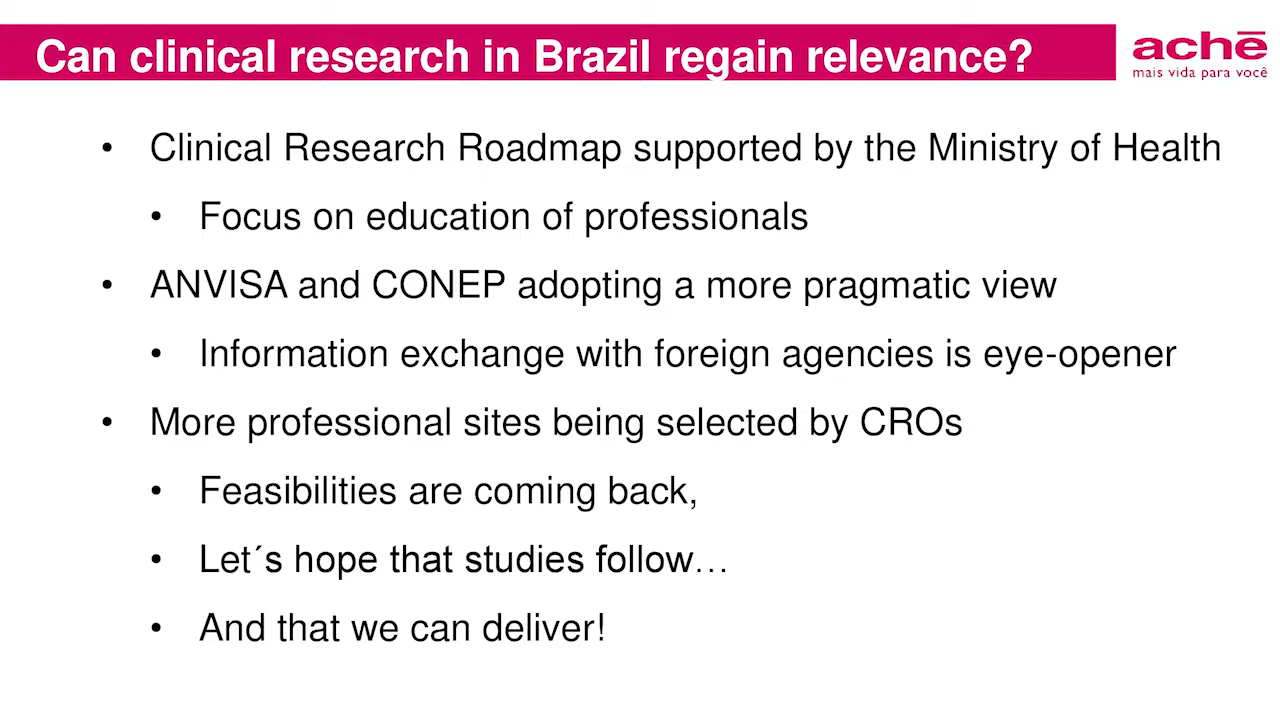 Can clinical research in Brazil regain relevance?
achē
mais vida para você
• Clinical Research Roadmap supported by the Ministry of Health
• Focus on education of professionals
• ANVISA and CONEP adopting a more pragmatic view
• Information exchange with foreign agencies is eye-opener
• More professional sites being selected by CROs
• Feasibilities are coming back,
• Let´s hope that studies follow…
• And that we can deliver!